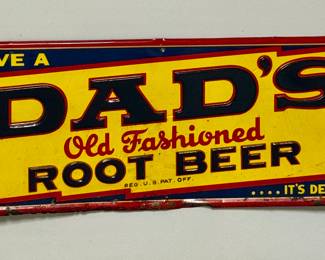 VE A
DAD'S
Old Fashioned
ROOT BEER
REG. U.S. PAT. OFF.
....IT'S DE